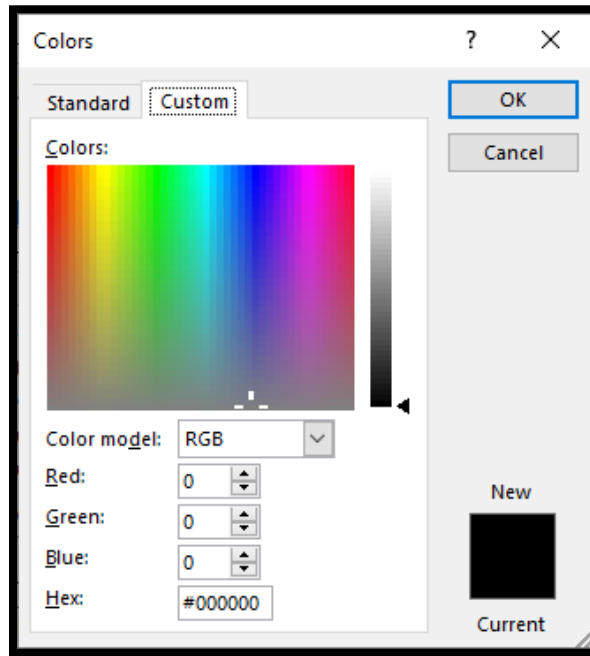 Colors ?
Standard Custom OK
Colors: Cancel
Color model: RGB
Red: 0
Green: 0
Blue: 0
Hex: #000000
New
Current